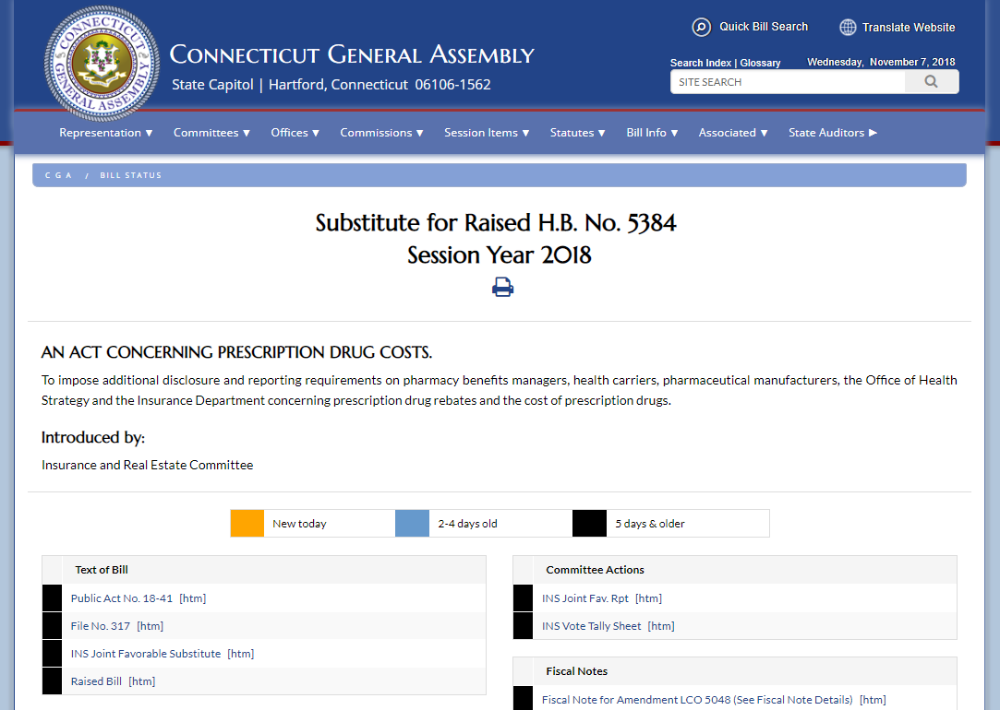 CONNECTICUT
GENERAL ASSEMBLY
Connecticut General Assembly
State Capitol | Hartford, Connecticut 06106-1562
Quick Bill Search
Translate Website
Search Index | Glossary
Wednesday, November 7, 2018
SITE SEARCH
Representation ▼ Committees ▼ Offices ▼ Commissions ▼ Session Items ▼ Statutes ▼ Bill Info ▼ Associated ▼ State Auditors ►
CGA / BILL STATUS
Substitute for Raised H.B. No. 5384
Session Year 2018
AN ACT CONCERNING PRESCRIPTION DRUG COSTS.
To impose additional disclosure and reporting requirements on pharmacy benefits managers, health carriers, pharmaceutical manufacturers, the Office of Health
Strategy and the Insurance Department concerning prescription drug rebates and the cost of prescription drugs.
Introduced by:
Insurance and Real Estate Committee
New today
2-4 days old
5 days & older
Text of Bill
Public Act No. 18-41 [htm]
File No. 317 [htm]
INS Joint Favorable Substitute [htm]
Raised Bill [htm]
Committee Actions
INS Joint Fav. Rpt [htm]
INS Vote Tally Sheet [htm]
Fiscal Notes
Fiscal Note for Amendment LCO 5048 (See Fiscal Note Details) [htm]